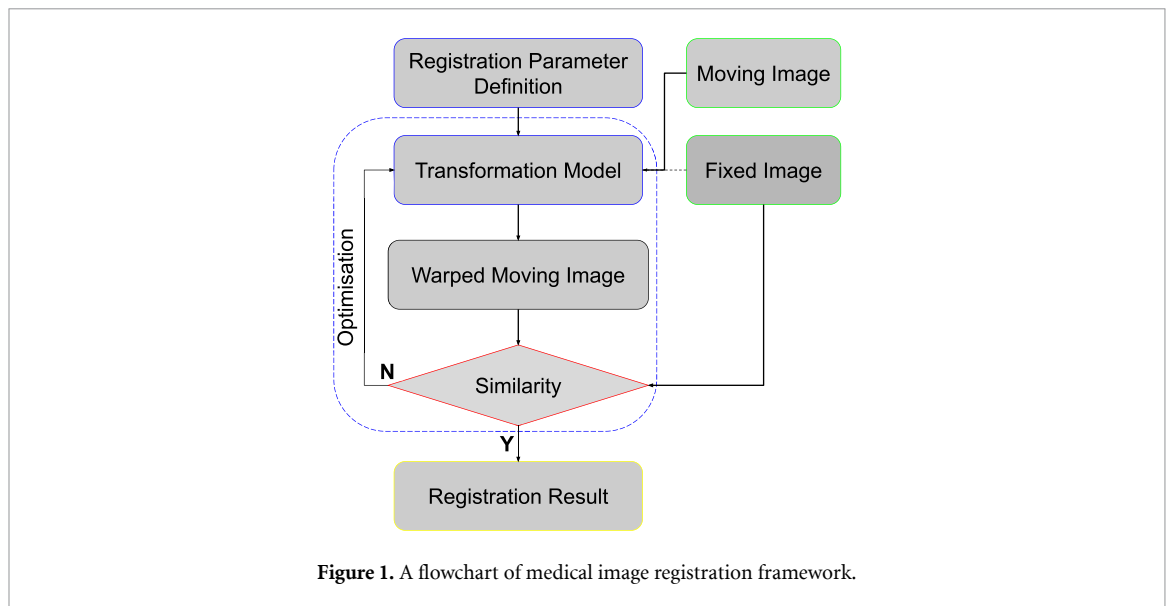 Registration Parameter
Definition
Moving Image
Transformation Model
Fixed Image
Optimisation
Warped Moving Image
N
Similarity
Y
Registration Result
Figure 1. A flowchart of medical image registration framework.